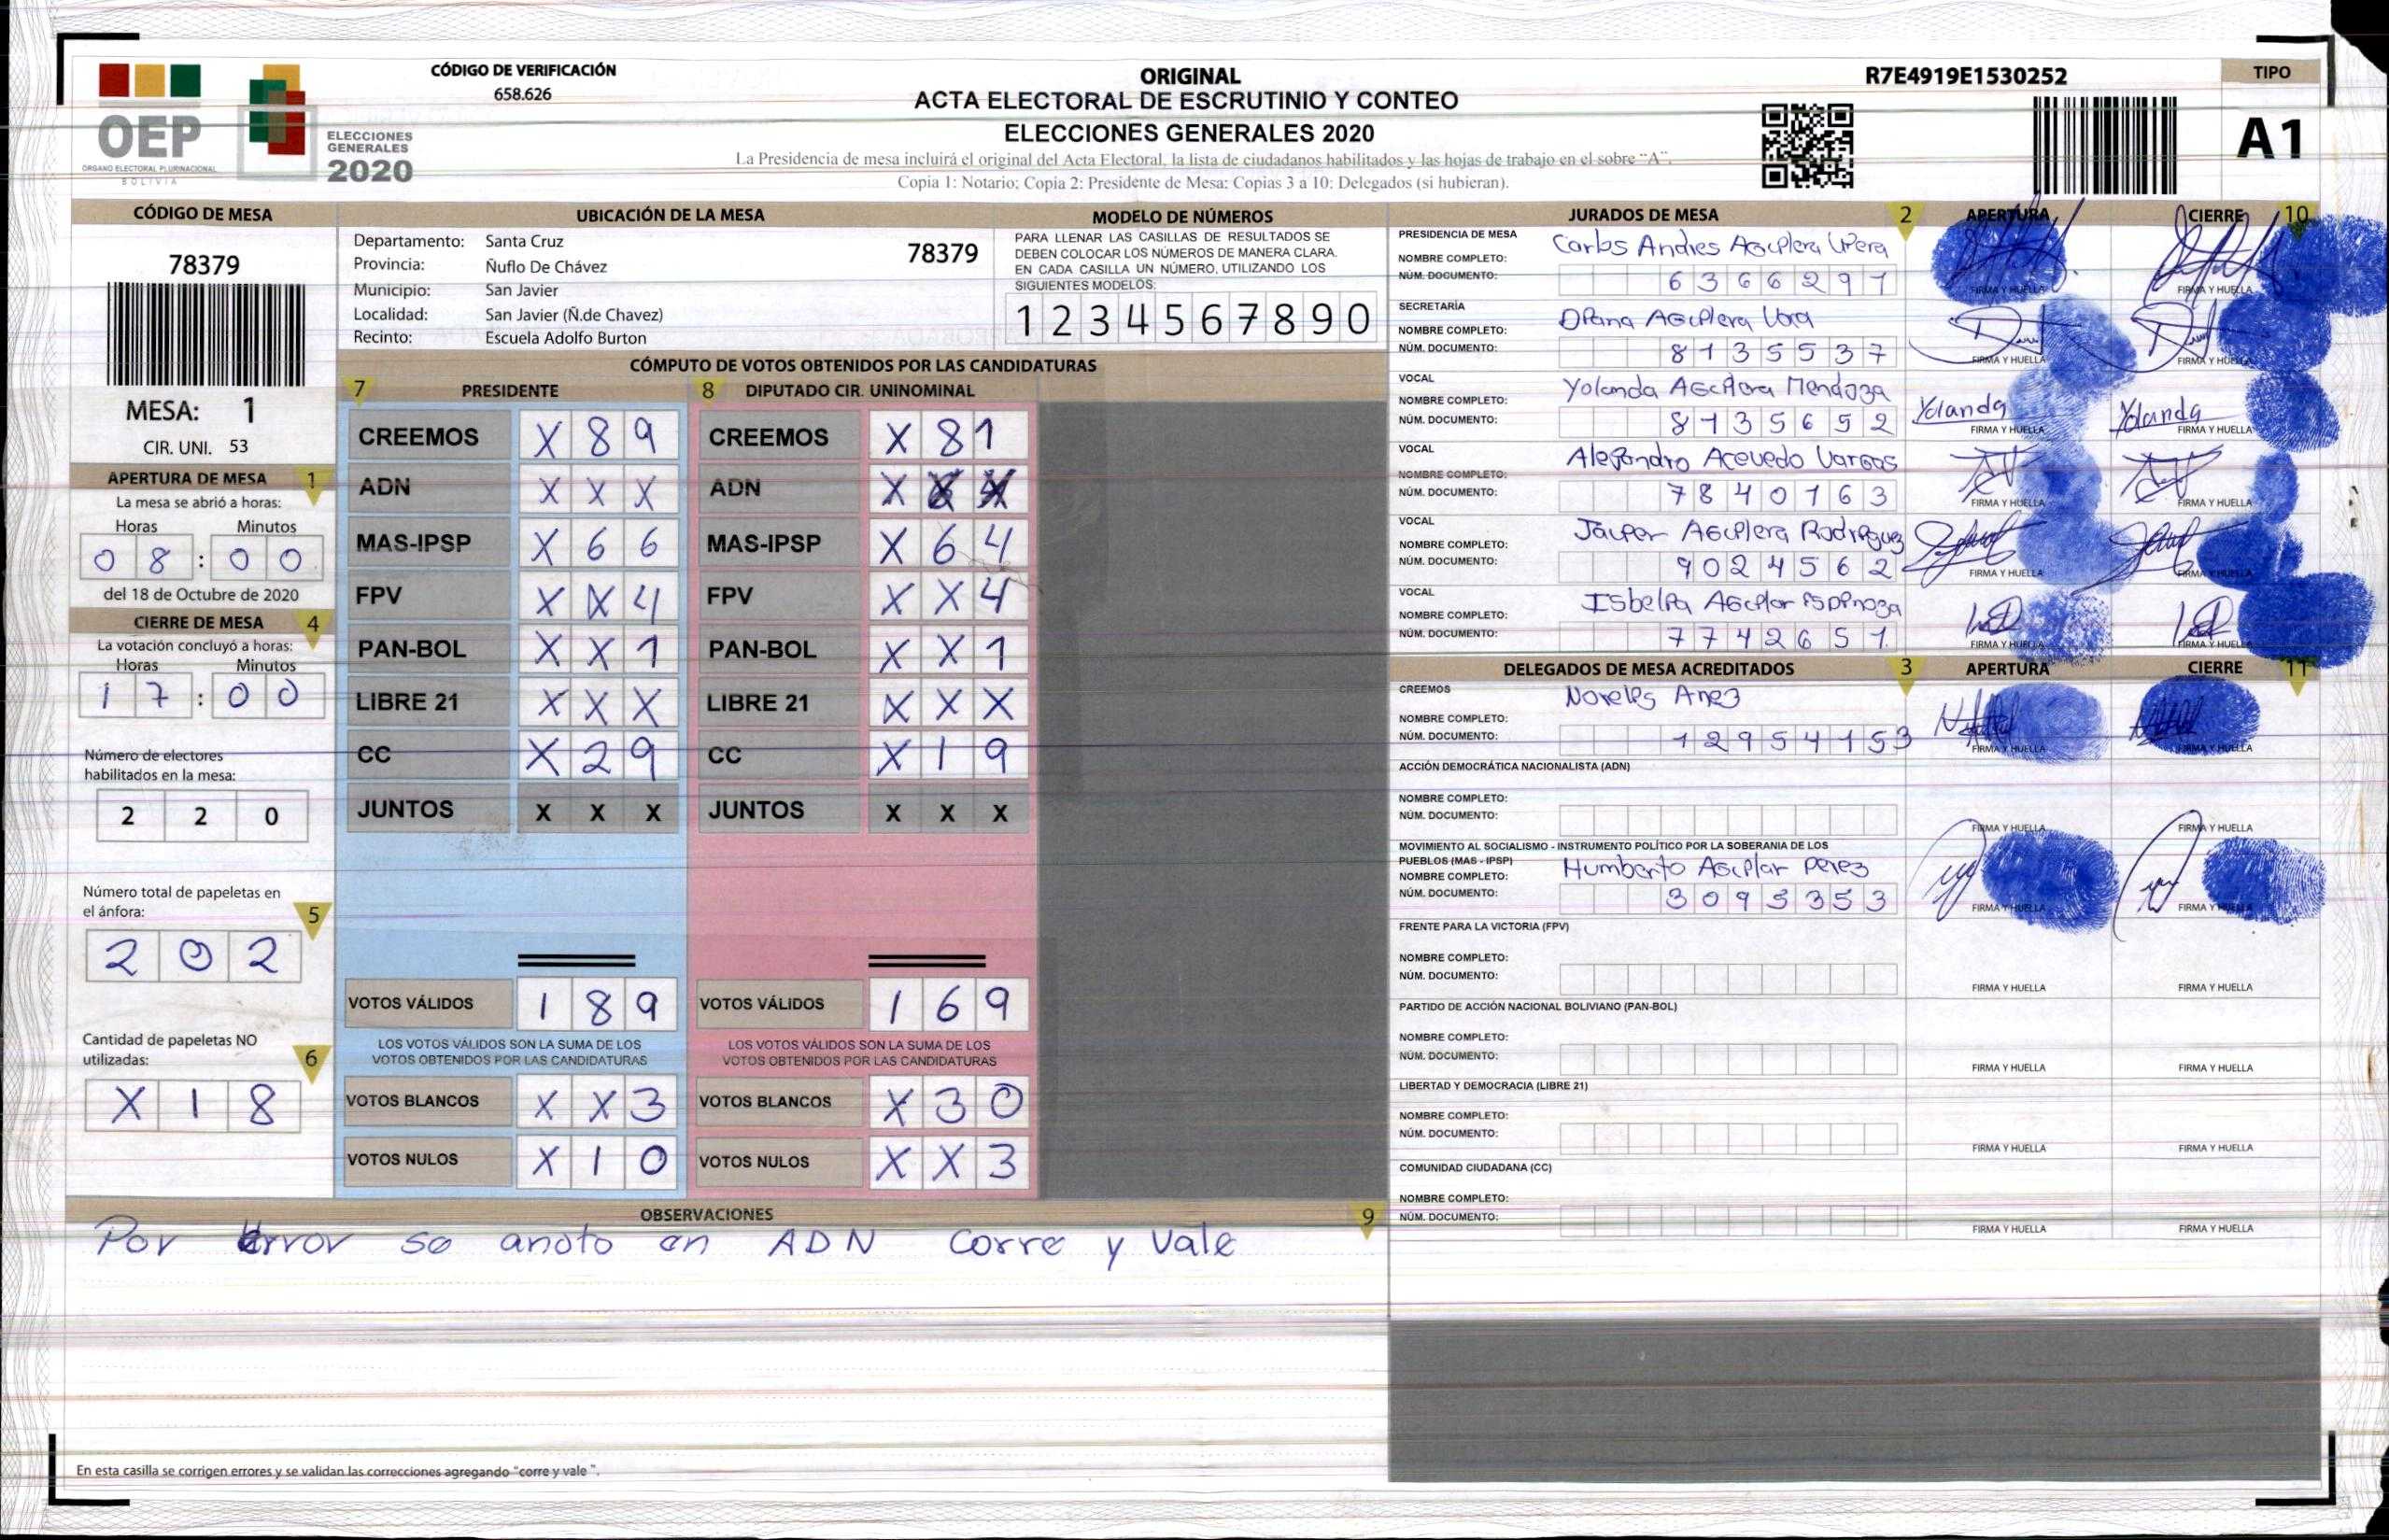 CÓDIGO DE VERIFICACIÓN
658.626
ORIGINAL
ACTA ELECTORAL DE ESCRUTINIO Y CONTEO
ELECCIONES GENERALES 2020
La Presidencia de mesa incluirá el original del Acta Electoral, la lista de ciudadanos habilitados y las hojas de trabajo en el sobre "A".
Copia 1: Notario; Copia 2: Presidente de Mesa; Copias 3 a 10: Delegados (si hubieran).
R7E4919E1530252
TIPO
A1
OEP
ÓRGANO ELECTORAL PLURINACIONAL
BOLIVIA
ELECCIONES
GENERALES
2020
CÓDIGO DE MESA
78379
MESA: 1
CIR. UNI. 53
UBICACIÓN DE LA MESA
Departamento: Santa Cruz
78379
Provincia: Ñuflo De Chávez
Municipio: San Javier
Localidad: San Javier (Ñ.de Chavez)
Recinto: Escuela Adolfo Burton
MODELO DE NÚMEROS
PARA LLENAR LAS CASILLAS DE RESULTADOS SE
DEBEN COLOCAR LOS NÚMEROS DE MANERA CLARA.
EN CADA CASILLA UN NÚMERO, UTILIZANDO LOS
SIGUIENTES MODELOS:
1 2 3 4 5 6 7 8 9 0
APERTURA DE MESA 1
La mesa se abrió a horas:
Horas Minutos
0 8 : 0 0
del 18 de Octubre de 2020
CIERRE DE MESA 4
La votación concluyó a horas:
Horas Minutos
1 7 : 0 0
Número de electores
habilitados en la mesa:
2 2 0
Número total de papeletas en
el ánfora: 5
2 0 2
Cantidad de papeletas NO
utilizadas: 6
X 1 8
CÓMPUTO DE VOTOS OBTENIDOS POR LAS CANDIDATURAS
7 PRESIDENTE
CREEMOS X 8 9
ADN X X X
MAS-IPSP X 6 6
FPV X X 4
PAN-BOL X X 1
LIBRE 21 X X X
CC X 2 9
JUNTOS X X X
VOTOS VÁLIDOS 1 8 9
LOS VOTOS VÁLIDOS SON LA SUMA DE LOS
VOTOS OBTENIDOS POR LAS CANDIDATURAS
VOTOS BLANCOS X X 3
VOTOS NULOS X 1 0
8 DIPUTADO CIR. UNINOMINAL
CREEMOS X 8 1
ADN X X X
MAS-IPSP X 6 4
FPV X X 4
PAN-BOL X X 1
LIBRE 21 X X X
CC X 1 9
JUNTOS X X X
VOTOS VÁLIDOS 1 6 9
LOS VOTOS VÁLIDOS SON LA SUMA DE LOS
VOTOS OBTENIDOS POR LAS CANDIDATURAS
VOTOS BLANCOS X 3 0
VOTOS NULOS X X 3
OBSERVACIONES 9
Por Error se anoto en ADN Corre y Vale
En esta casilla se corrigen errores y se validan las correcciones agregando "corre y vale ".
JURADOS DE MESA 2 APERTURA CIERRE 10
PRESIDENCIA DE MESA
NOMBRE COMPLETO: Carlos Andres Aguilera
NÚM. DOCUMENTO: 6 3 6 6 2 9 1
FIRMA Y HUELLA FIRMA Y HUELLA
SECRETARÍA
NOMBRE COMPLETO: Diana Aguilera
NÚM. DOCUMENTO: 8 1 3 5 5 3 7
FIRMA Y HUELLA FIRMA Y HUELLA
VOCAL
NOMBRE COMPLETO: Yolanda Aguilera Mendoza
NÚM. DOCUMENTO: 8 1 3 5 6 5 2
Yolanda Yolanda
FIRMA Y HUELLA FIRMA Y HUELLA
VOCAL
NOMBRE COMPLETO: Alejandro Acevedo Vargas
NÚM. DOCUMENTO: 7 8 4 0 1 6 3
FIRMA Y HUELLA FIRMA Y HUELLA
VOCAL
NOMBRE COMPLETO: Javier Aguilera Rodriguez
NÚM. DOCUMENTO: 9 0 2 4 5 6 2
FIRMA Y HUELLA FIRMA Y HUELLA
VOCAL
NOMBRE COMPLETO: Isbelia Aguilar Espinoza
NÚM. DOCUMENTO: 7 7 4 2 6 5 1
FIRMA Y HUELLA FIRMA Y HUELLA
DELEGADOS DE MESA ACREDITADOS 3 APERTURA CIERRE 11
CREEMOS
NOMBRE COMPLETO: Anez
NÚM. DOCUMENTO: 1 2 9 5 4 1 5 3
FIRMA Y HUELLA FIRMA Y HUELLA
ACCIÓN DEMOCRÁTICA NACIONALISTA (ADN)
NOMBRE COMPLETO:
NÚM. DOCUMENTO:
FIRMA Y HUELLA FIRMA Y HUELLA
MOVIMIENTO AL SOCIALISMO - INSTRUMENTO POLÍTICO POR LA SOBERANIA DE LOS
PUEBLOS (MAS - IPSP)
NOMBRE COMPLETO: Humberto Aguilar Perez
NÚM. DOCUMENTO: 3 0 9 5 3 5 3
FIRMA Y HUELLA FIRMA Y HUELLA
FRENTE PARA LA VICTORIA (FPV)
NOMBRE COMPLETO:
NÚM. DOCUMENTO:
FIRMA Y HUELLA FIRMA Y HUELLA
PARTIDO DE ACCIÓN NACIONAL BOLIVIANO (PAN-BOL)
NOMBRE COMPLETO:
NÚM. DOCUMENTO:
FIRMA Y HUELLA FIRMA Y HUELLA
LIBERTAD Y DEMOCRACIA (LIBRE 21)
NOMBRE COMPLETO:
NÚM. DOCUMENTO:
FIRMA Y HUELLA FIRMA Y HUELLA
COMUNIDAD CIUDADANA (CC)
NOMBRE COMPLETO:
NÚM. DOCUMENTO:
FIRMA Y HUELLA FIRMA Y HUELLA